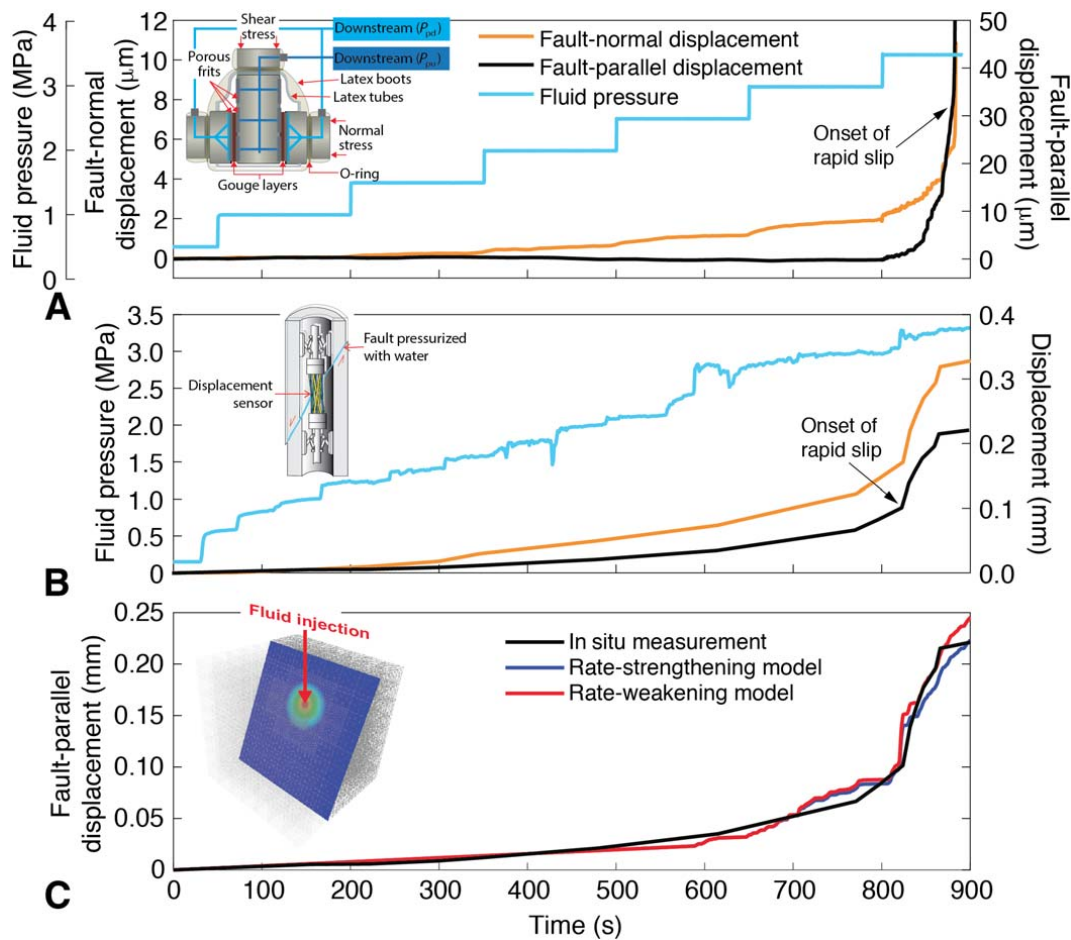 Fluid pressure (MPa)
4
3
2
1
0
Fault-normal
displacement (μm)
12
10
8
6
4
2
0
Shear
stress
Downstream (Ppd)
Downstream (Ppu)
Porous
frits
Latex boots
Latex tubes
Normal
stress
O-ring
Gouge layers
Fault-normal displacement
Fault-parallel displacement
Fluid pressure
Onset of
rapid slip
50
40
30
20
10
0
Fault-parallel
displacement (μm)
A
Fluid pressure (MPa)
3.5
3.0
2.5
2.0
1.5
1.0
0.5
0
Fault pressurized
with water
Displacement
sensor
Onset of
rapid slip
0.4
0.3
0.2
0.1
0.0
Displacement (mm)
B
Fault-parallel
displacement (mm)
0.25
0.20
0.15
0.10
0.05
0
Fluid injection
In situ measurement
Rate-strengthening model
Rate-weakening model
C
0 100 200 300 400 500 600 700 800 900
Time (s)